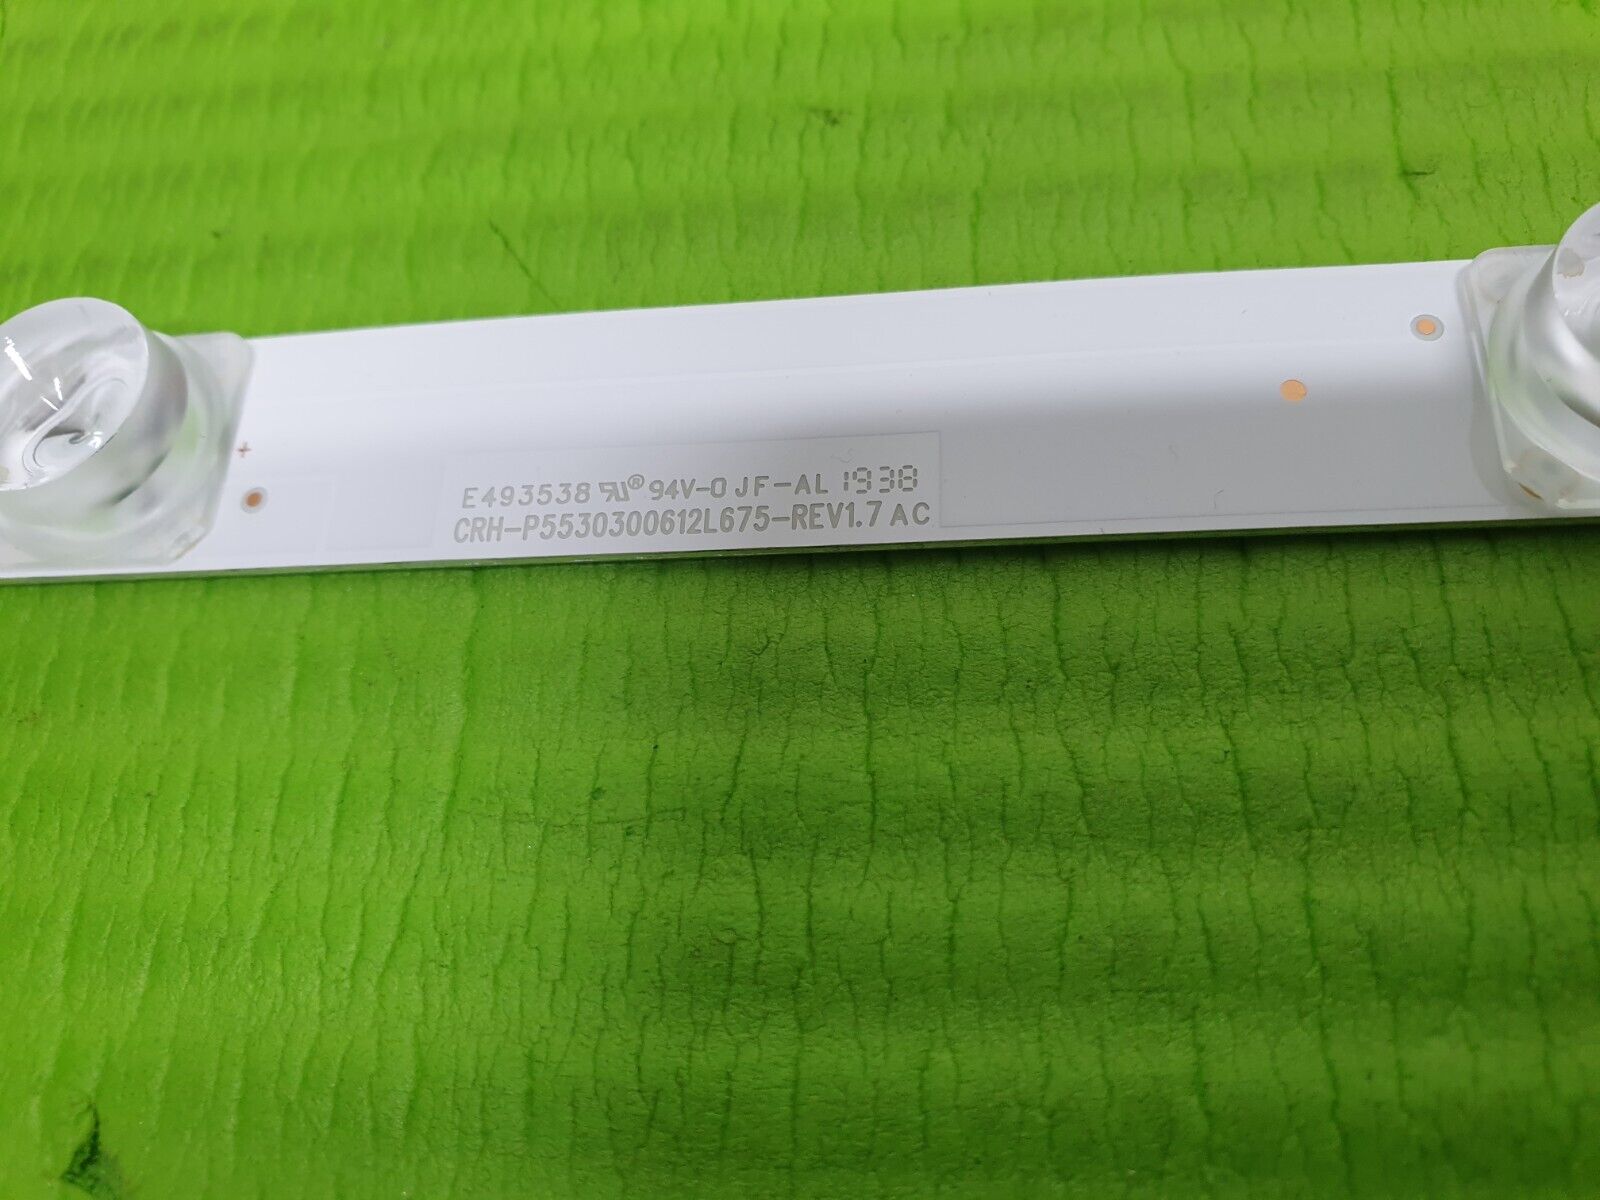 E493538 ® 94V-0 JF-AL 1938
CRH-P5530300612L675-REV1.7 AC